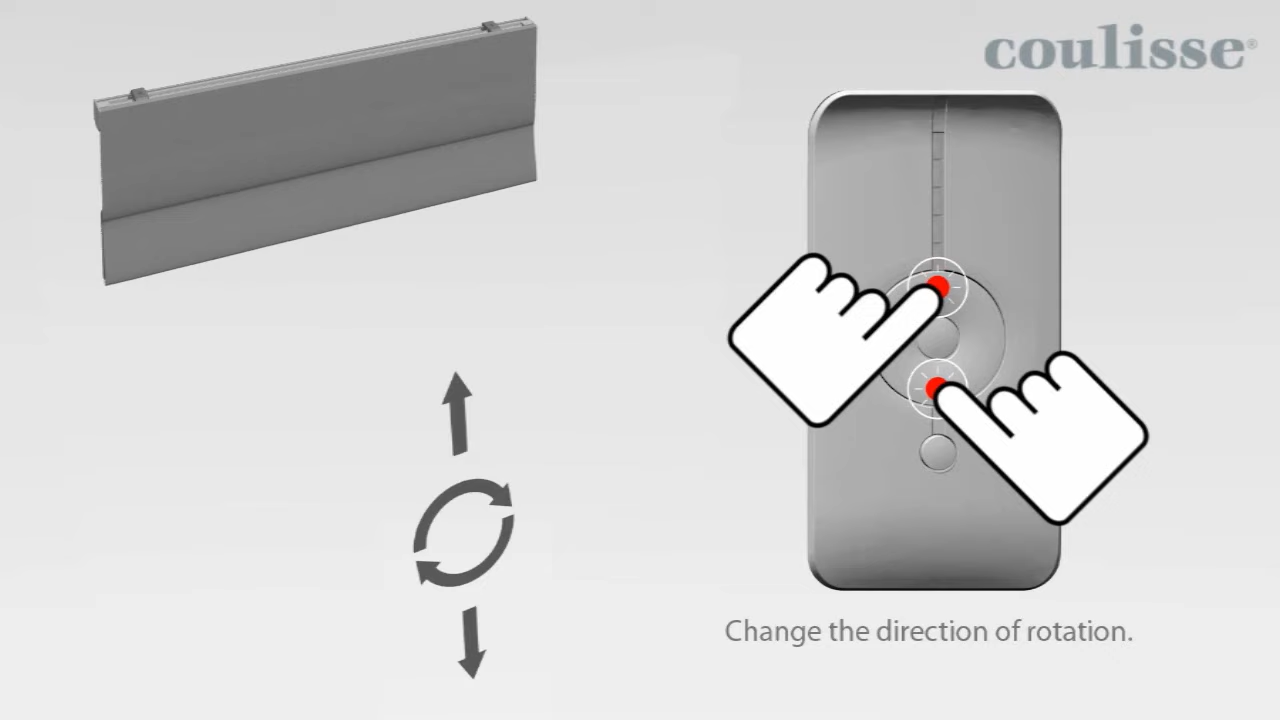 coulisse®
Change the direction of rotation.